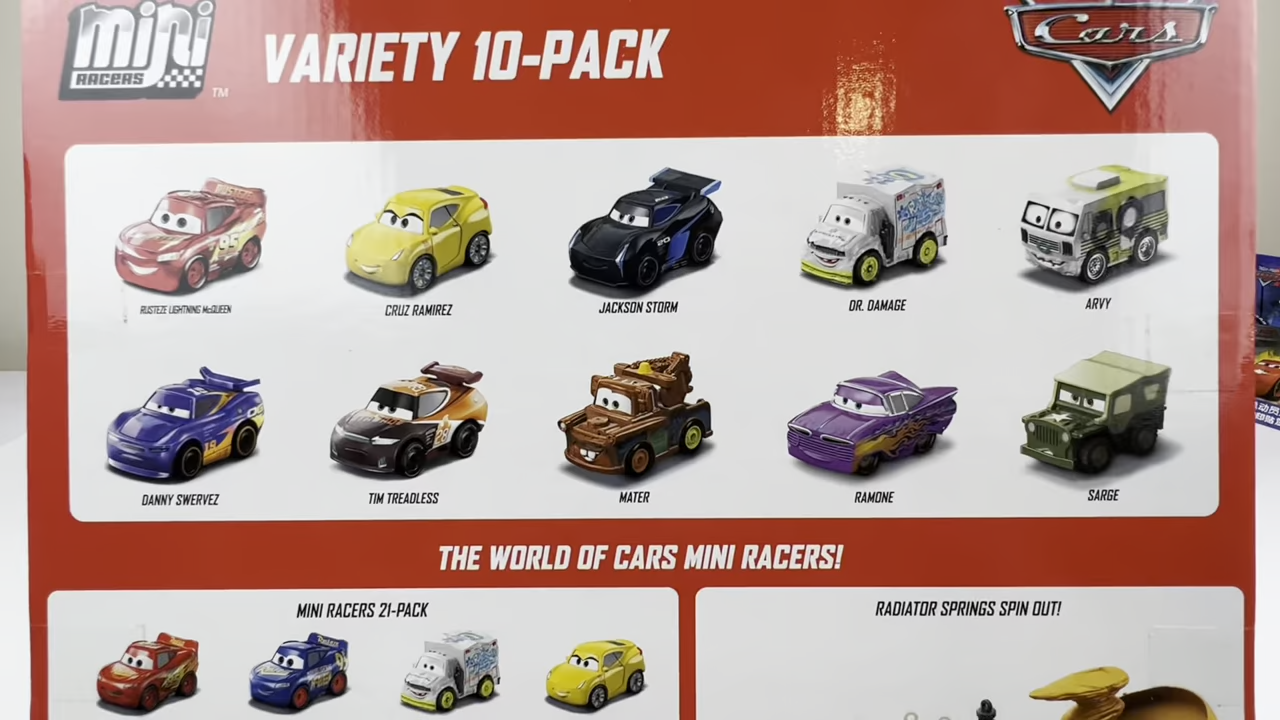 mini
RACERS
TM
VARIETY 10-PACK
Cars
RUSTEZE LIGHTNING McQUEEN
CRUZ RAMIREZ
JACKSON STORM
DR. DAMAGE
ARVY
DANNY SWERVEZ
TIM TREADLESS
MATER
RAMONE
SARGE
THE WORLD OF CARS MINI RACERS!
MINI RACERS 21-PACK
RADIATOR SPRINGS SPIN OUT!